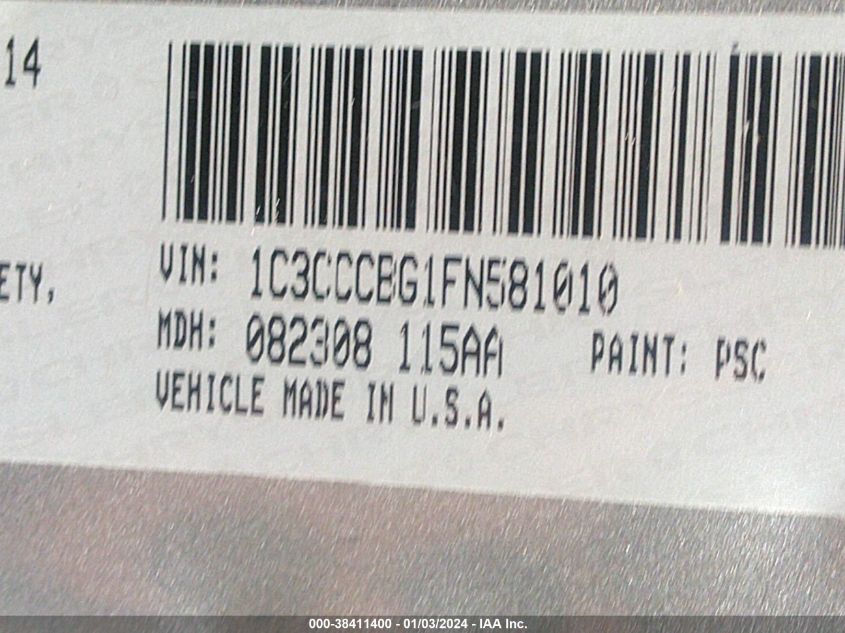 14
ETY,
VIN: 1C3CCCBG1FN581010
MDH: 082308 115AA PAINT: PSC
VEHICLE MADE IN U.S.A.
000-38411400 - 01/03/2024 - IAA Inc.